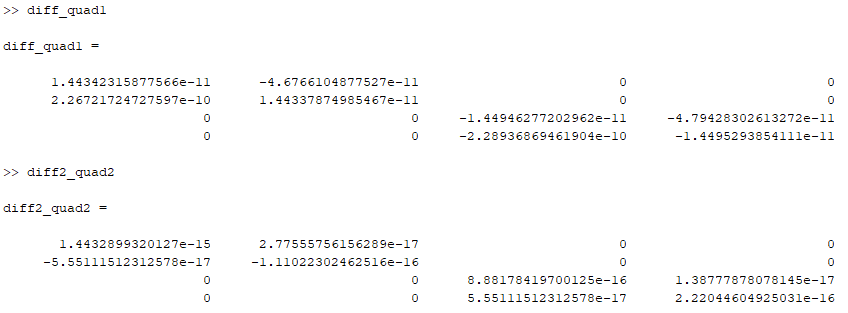 >> diff_quad1
diff_quad1 =
1.44342315877566e-11 -4.6766104877527e-11 0 0
2.26721724727597e-10 1.44337874985467e-11 0 0
0 0 -1.44946277202962e-11 -4.79428302613272e-11
0 0 -2.28936869461904e-10 -1.4495293854111e-11
>> diff2_quad2
diff2_quad2 =
1.4432899320127e-15 2.77555756156289e-17 0 0
-5.55111512312578e-17 -1.11022302462516e-16 0 0
0 0 8.88178419700125e-16 1.38777878078145e-17
0 0 5.55111512312578e-17 2.22044604925031e-16